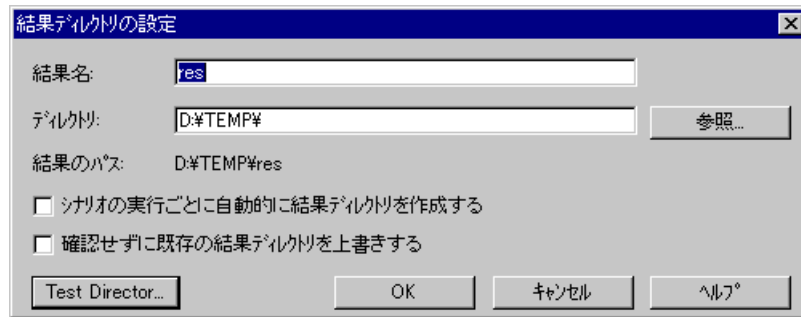 結果ﾃﾞｨﾚｸﾄﾘの設定
結果名: res
ﾃﾞｨﾚｸﾄﾘ: D:¥TEMP¥ 参照...
結果のﾊﾟｽ: D:¥TEMP¥res
ｼﾅﾘｵの実行ごとに自動的に結果ﾃﾞｨﾚｸﾄﾘを作成する
確認せずに既存の結果ﾃﾞｨﾚｸﾄﾘを上書きする
Test Director... OK ｷｬﾝｾﾙ ﾍﾙﾌﾟ